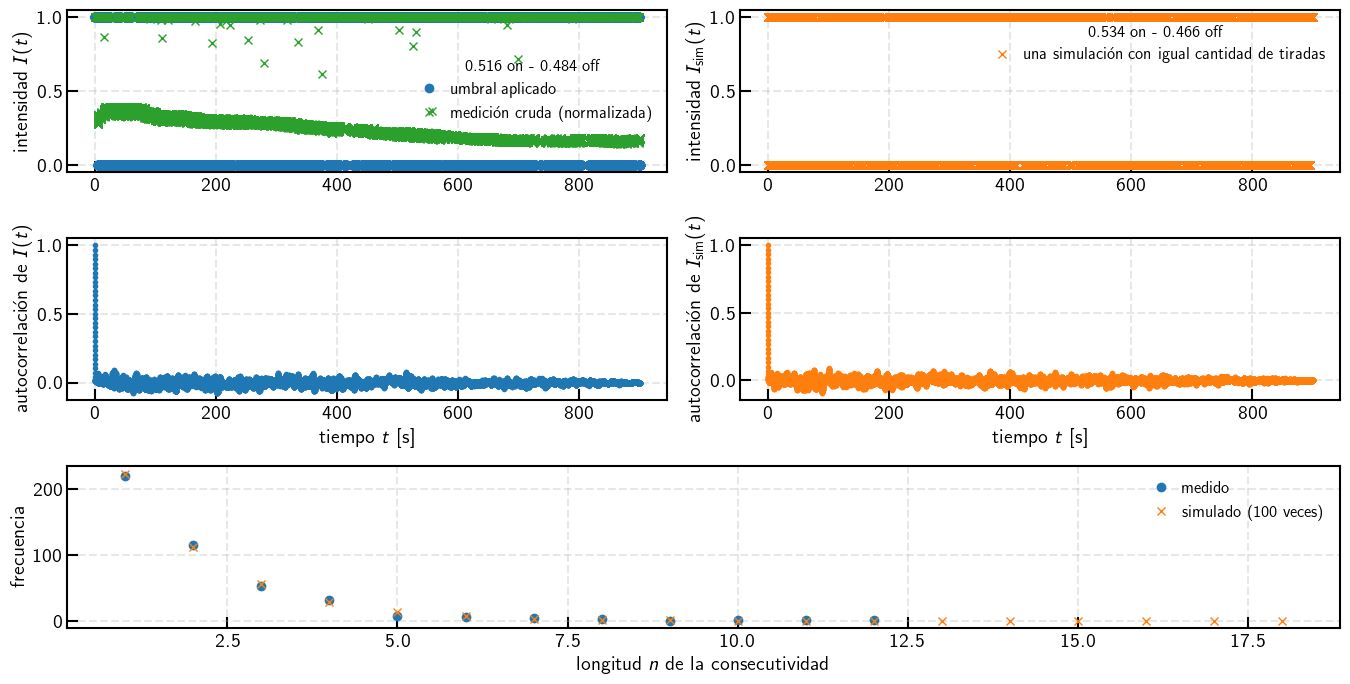 intensidad I(t)
1.0
0.5
0.0
0.516 on - 0.484 off
umbral aplicado
medición cruda (normalizada)
0 200 400 600 800
intensidad I_sim(t)
1.0
0.5
0.0
0.534 on - 0.466 off
una simulación con igual cantidad de tiradas
0 200 400 600 800
autocorrelación de I(t)
1.0
0.5
0.0
0 200 400 600 800
tiempo t [s]
autocorrelación de I_sim(t)
1.0
0.5
0.0
0 200 400 600 800
tiempo t [s]
frecuencia
200
100
0
medido
simulado (100 veces)
2.5 5.0 7.5 10.0 12.5 15.0 17.5
longitud n de la consecutividad